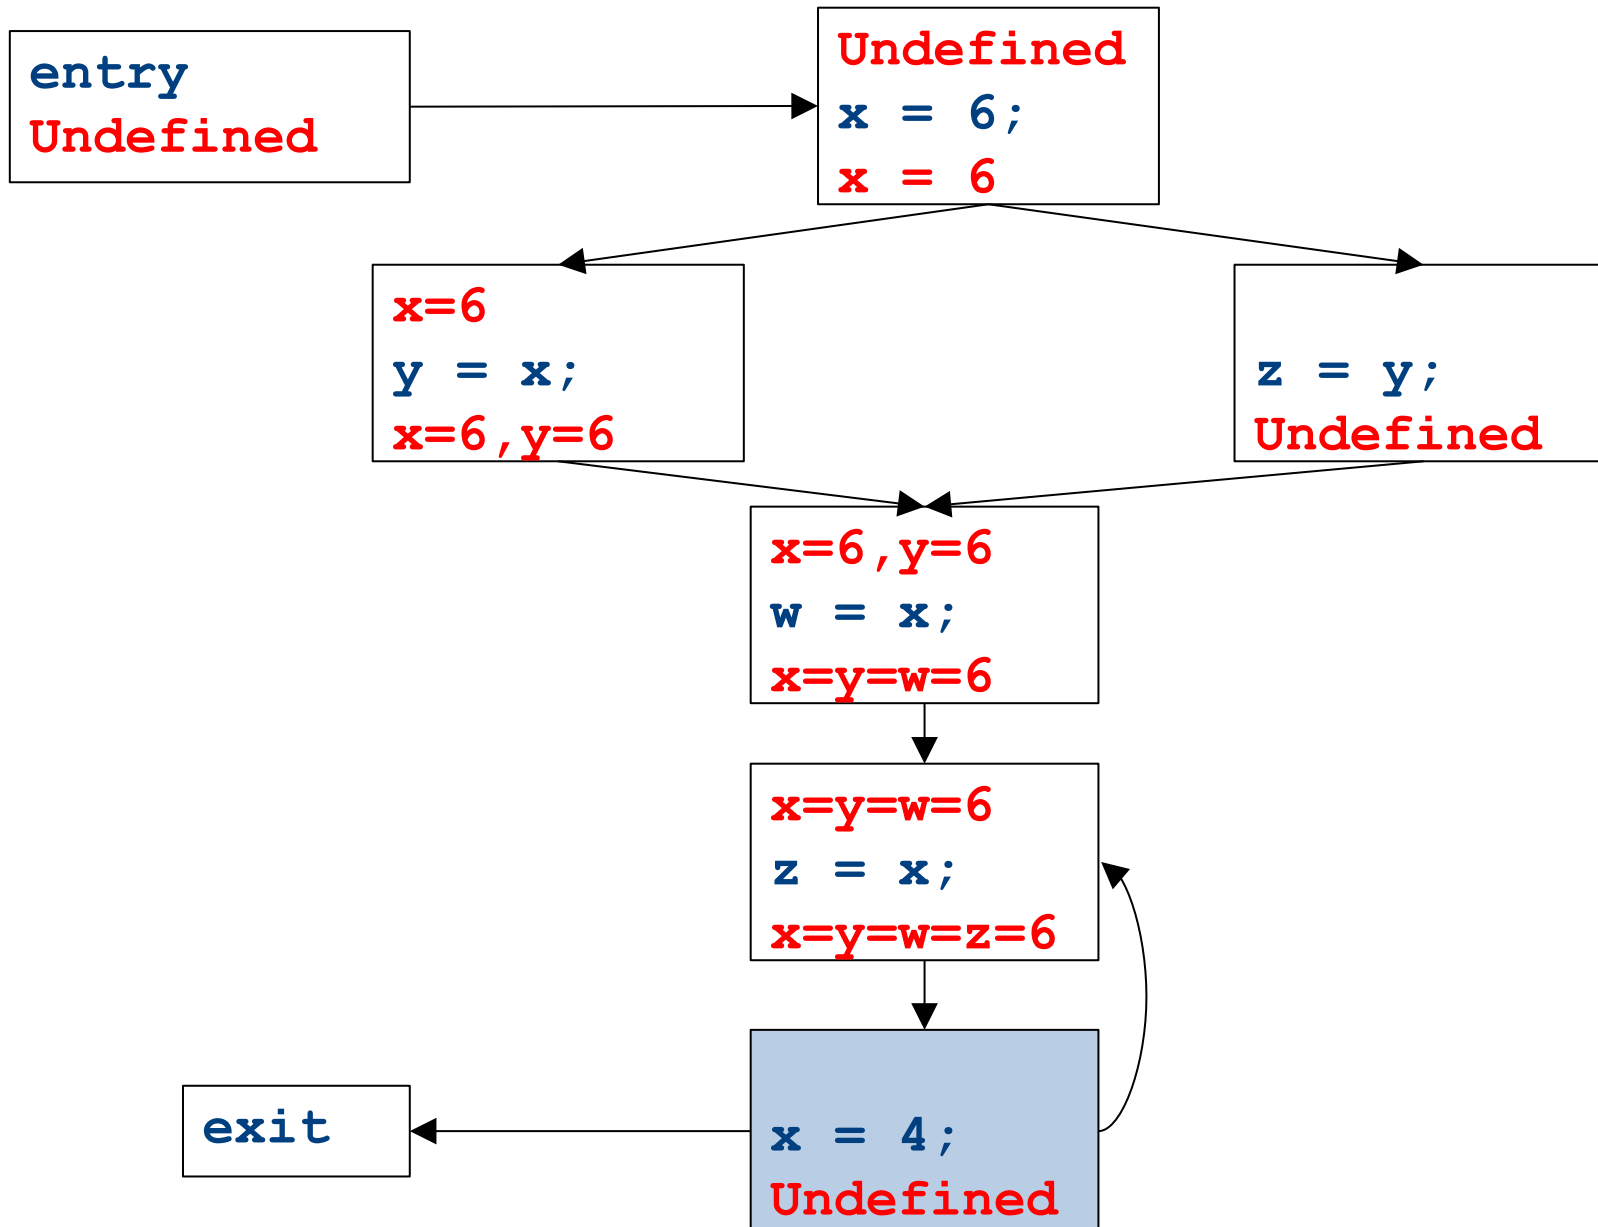 entry
Undefined
Undefined
x = 6;
x = 6
x=6
y = x;
x=6,y=6
z = y;
Undefined
x=6,y=6
w = x;
x=y=w=6
x=y=w=6
z = x;
x=y=w=z=6
exit
x = 4;
Undefined